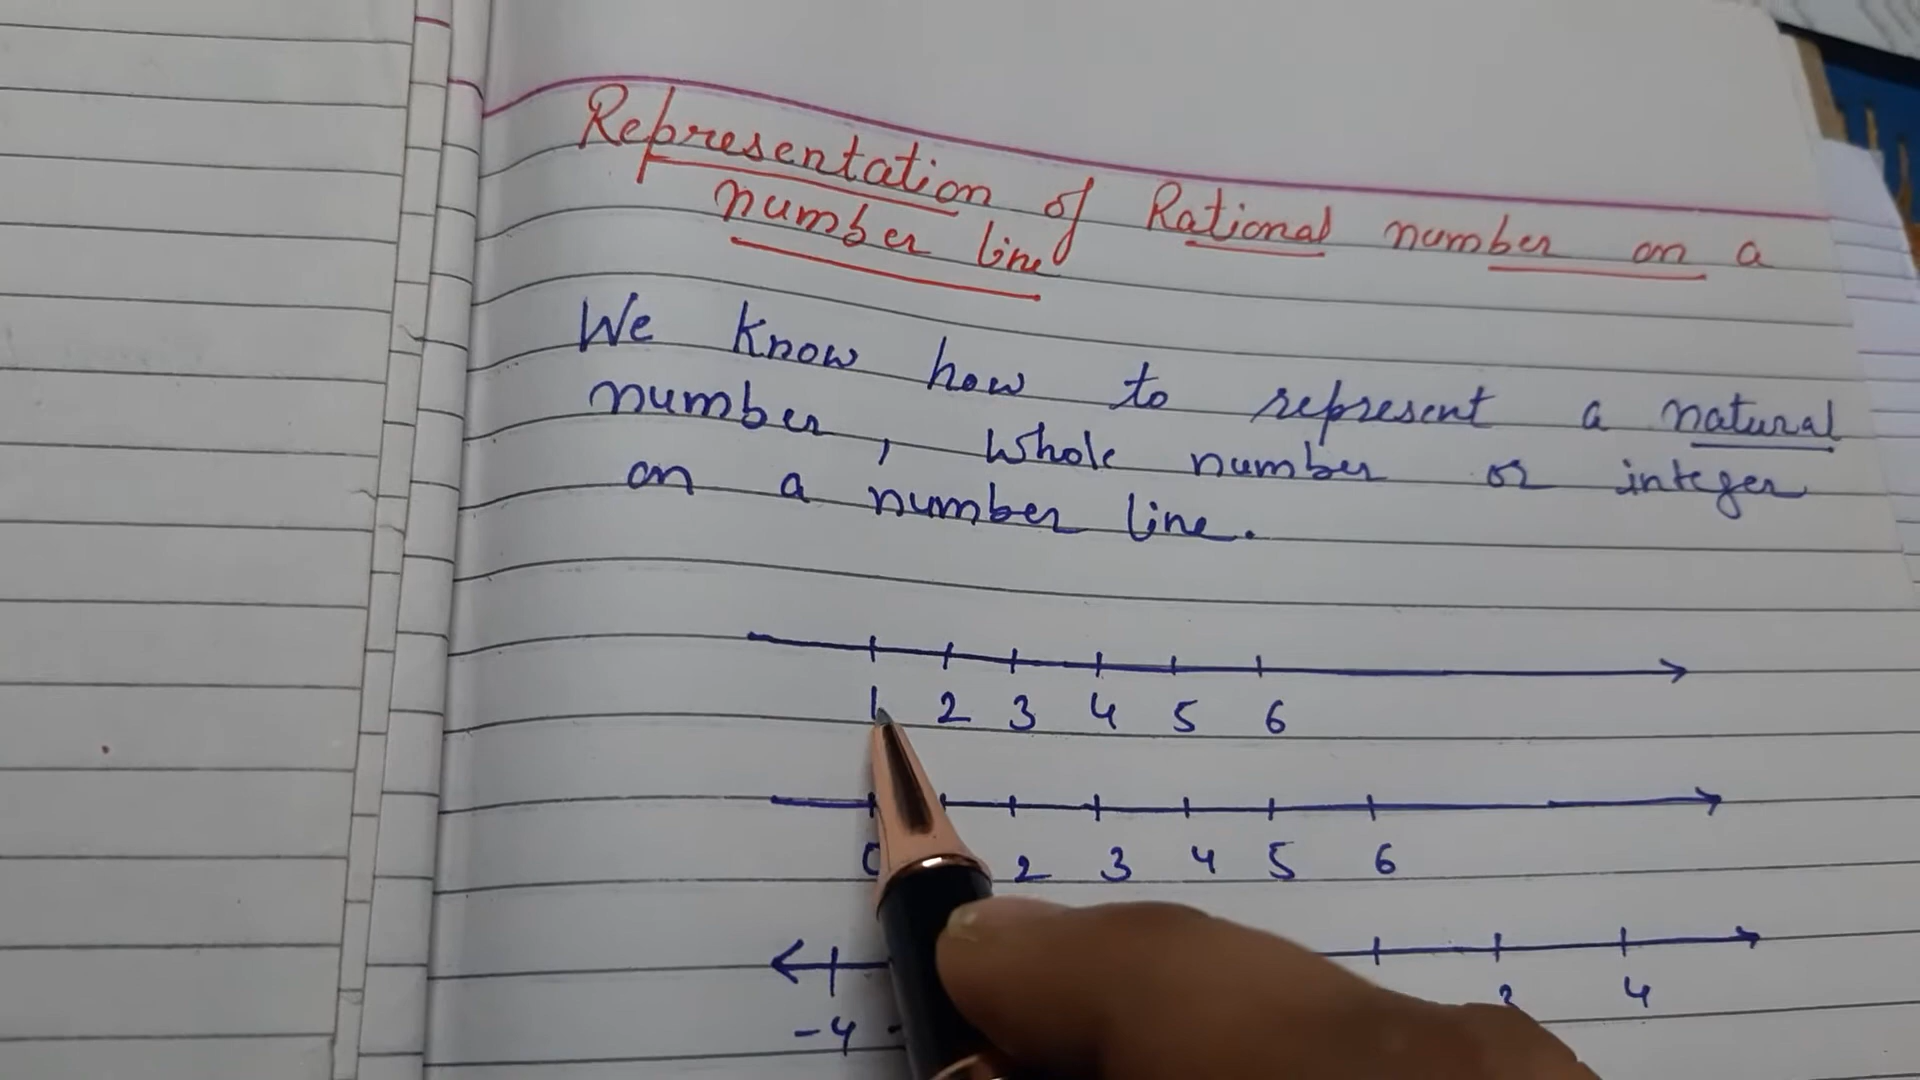 Representation of Rational number on a
number line
We know how to represent a natural
number, whole number or integer
on a number line.
1 2 3 4 5 6
2 3 4 5 6
4
-4